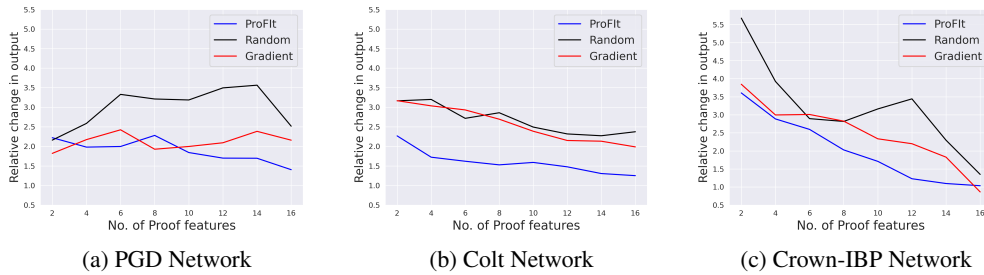 Relative change in output
5.5
5.0
4.5
4.0
3.5
3.0
2.5
2.0
1.5
1.0
0.5
ProFIt
Random
Gradient
2 4 6 8 10 12 14 16
No. of Proof features
(a) PGD Network
Relative change in output
5.5
5.0
4.5
4.0
3.5
3.0
2.5
2.0
1.5
1.0
0.5
ProFIt
Random
Gradient
2 4 6 8 10 12 14 16
No. of Proof features
(b) Colt Network
Relative change in output
5.5
5.0
4.5
4.0
3.5
3.0
2.5
2.0
1.5
1.0
0.5
ProFIt
Random
Gradient
2 4 6 8 10 12 14 16
No. of Proof features
(c) Crown-IBP Network